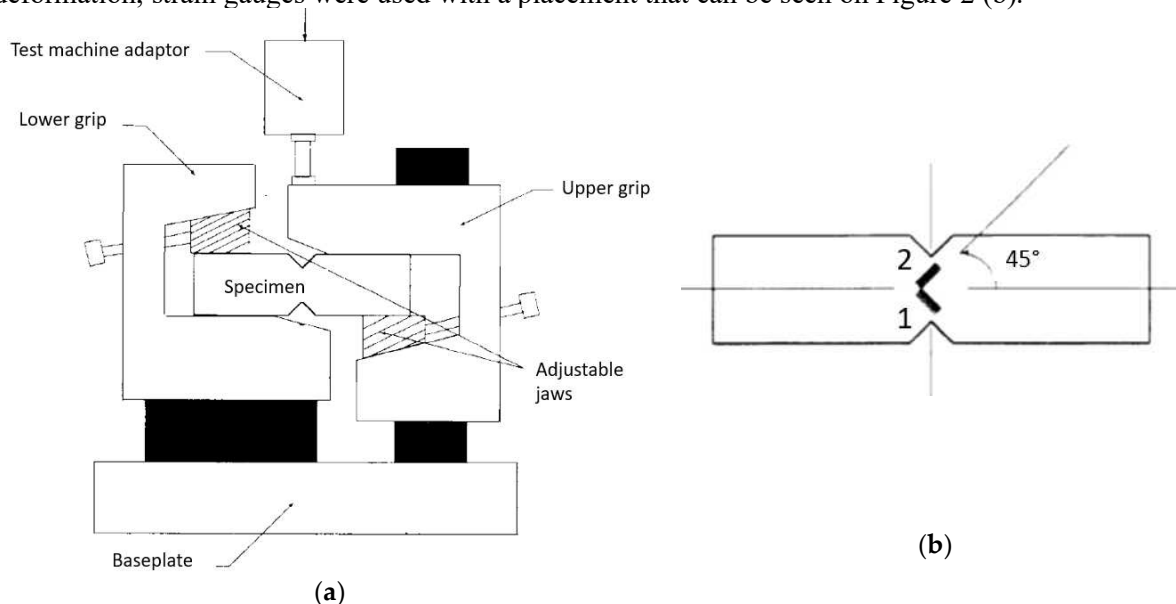 deformation, strain gauges were used with a placement that can be seen on Figure 2 (b).
Test machine adaptor
Lower grip
Upper grip
Specimen
Adjustable
jaws
Baseplate
(a)
2
45°
1
(b)